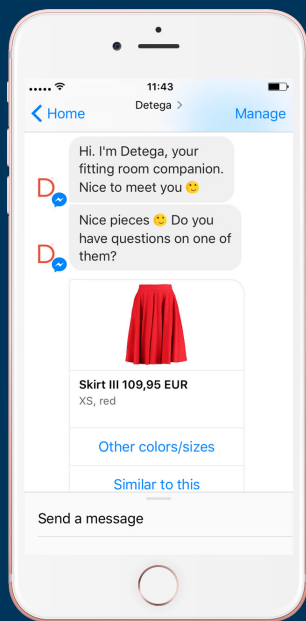 11:43
Home
Detega >
Manage
Hi. I'm Detega, your
fitting room companion.
Nice to meet you 🙂
D
Nice pieces 🙂 Do you
have questions on one of
them?
D
Skirt III 109,95 EUR
XS, red
Other colors/sizes
Similar to this
Send a message